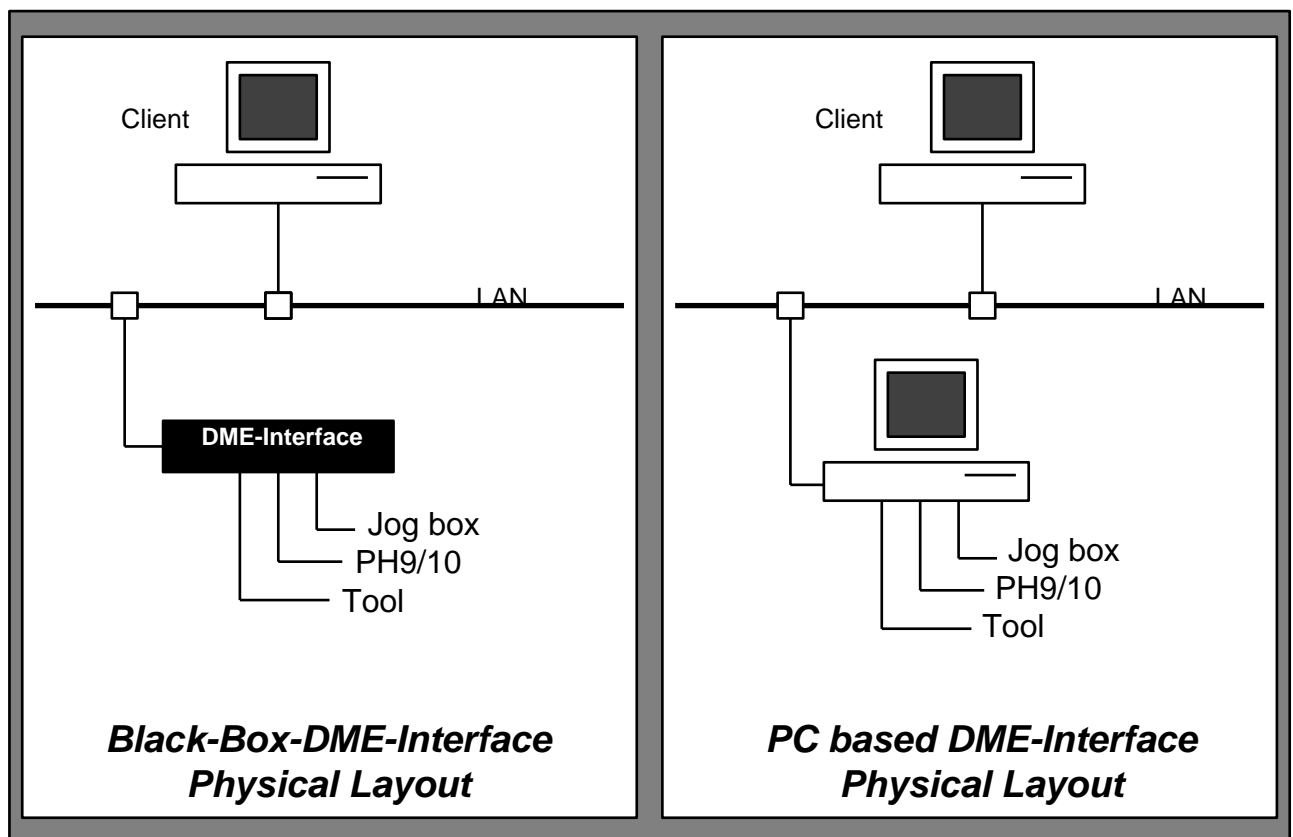 Client
LAN
DME-Interface
Jog box
PH9/10
Tool
Black-Box-DME-Interface
Physical Layout
Client
LAN
Jog box
PH9/10
Tool
PC based DME-Interface
Physical Layout